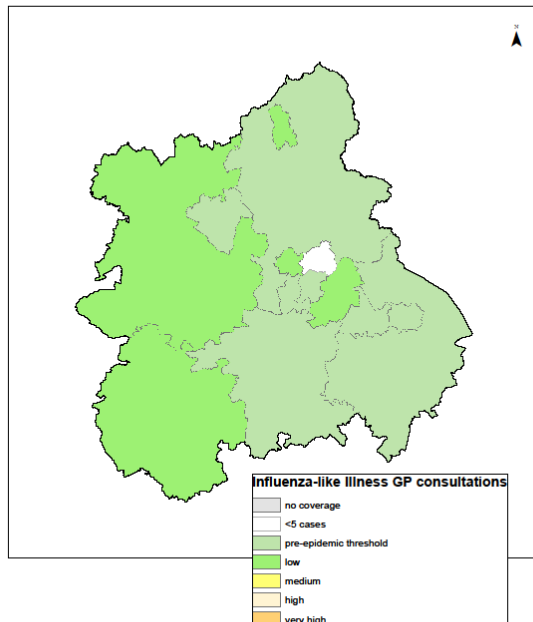 N
Influenza-like Illness GP consultations
no coverage
<5 cases
pre-epidemic threshold
low
medium
high
very high